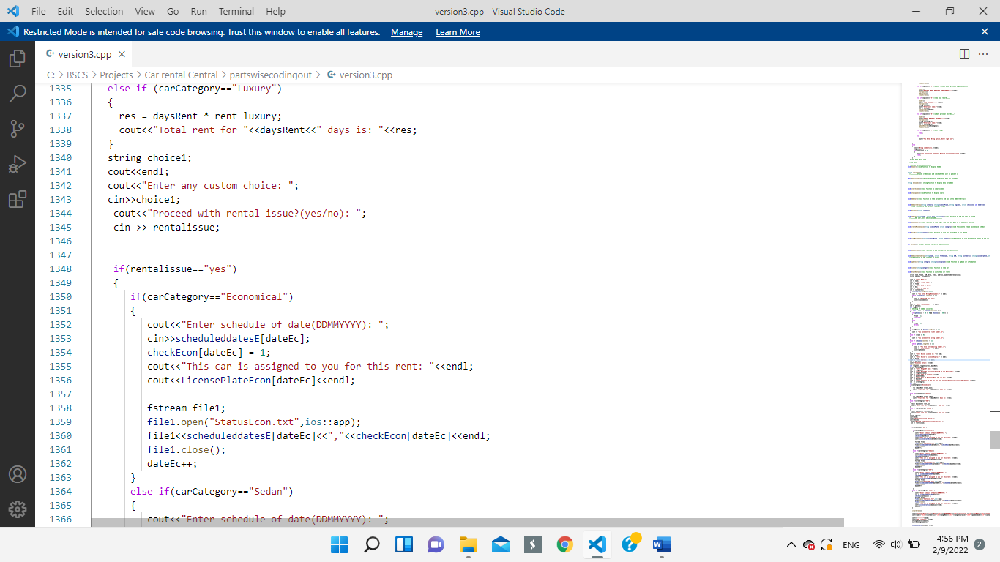 File Edit Selection View Go Run Terminal Help version3.cpp - Visual Studio Code
Restricted Mode is intended for safe code browsing. Trust this window to enable all features. Manage Learn More
version3.cpp
C: > BSCS > Projects > Car rental Central > partswisecodingout > version3.cpp
1335 else if (carCategory=="Luxury")
1336 {
1337 res = daysRent * rent_luxury;
1338 cout<<"Total rent for "<<daysRent<<" days is: "<<res;
1339 }
1340 string choice1;
1341 cout<<endl;
1342 cout<<"Enter any custom choice: ";
1343 cin>>choice1;
1344 cout<<"Proceed with rental issue?(yes/no): ";
1345 cin >> rentalissue;
1346
1347
1348 if(rentalissue=="yes")
1349 {
1350 if(carCategory=="Economical")
1351 {
1352 cout<<"Enter schedule of date(DDMMYYYY): ";
1353 cin>>scheduleddatesE[dateEc];
1354 checkEcon[dateEc] = 1;
1355 cout<<"This car is assigned to you for this rent: "<<endl;
1356 cout<<LicensePlateEcon[dateEc]<<endl;
1357
1358 fstream file1;
1359 file1.open("StatusEcon.txt",ios::app);
1360 file1<<scheduleddatesE[dateEc]<<","<<checkEcon[dateEc]<<endl;
1361 file1.close();
1362 dateEc++;
1363 }
1364 else if(carCategory=="Sedan")
1365 {
1366 cout<<"Enter schedule of date(DDMMYYYY): ";
ENG
4:56 PM
2/9/2022
2